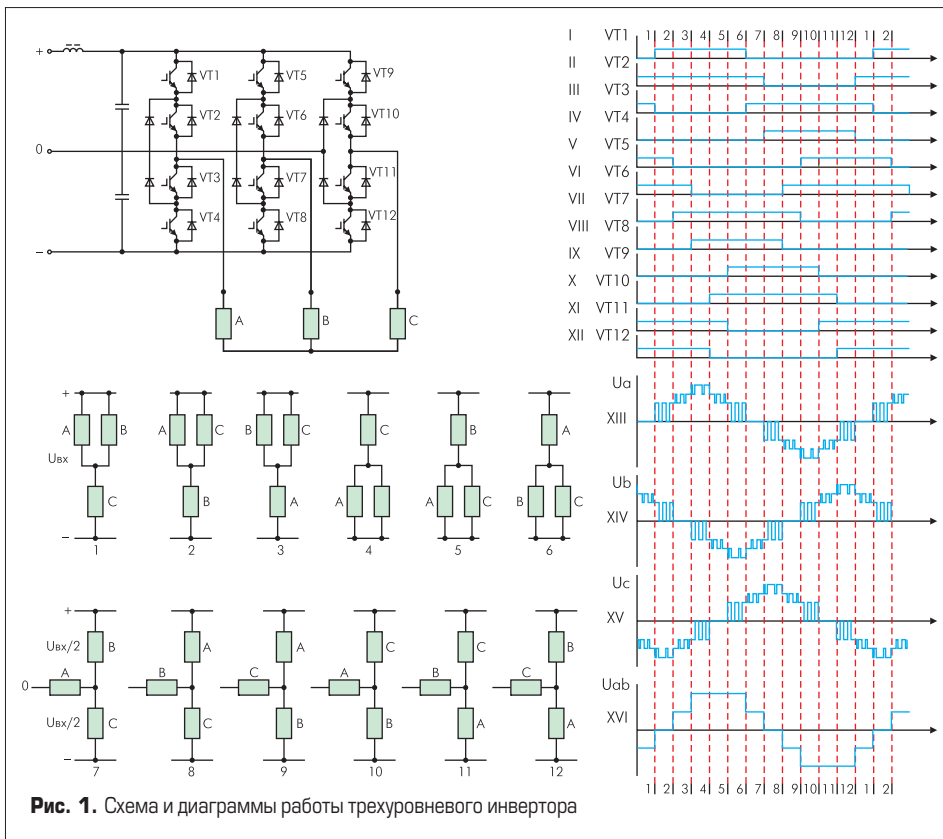 +
VT1 VT5 VT9
VT2 VT6 VT10
0
VT3 VT7 VT11
VT4 VT8 VT12
−
A B C
I VT1 1 2 3 4 5 6 7 8 9 10 11 12 1 2
II VT2
III VT3
IV VT4
V VT5
VI VT6
VII VT7
VIII VT8
IX VT9
X VT10
XI VT11
XII VT12
Ua
XIII
Ub
XIV
Uc
XV
Uab
XVI
1 2 3 4 5 6 7 8 9 10 11 12 1 2
+
A B A C B C C B A
Uвх
C B A A A C B C
−
1 2 3 4 5 6
+
Uвх/2 B A A C C B
0 A B C A B C
Uвх/2 C C B B A A
−
7 8 9 10 11 12
Рис. 1. Схема и диаграммы работы трехуровневого инвертора